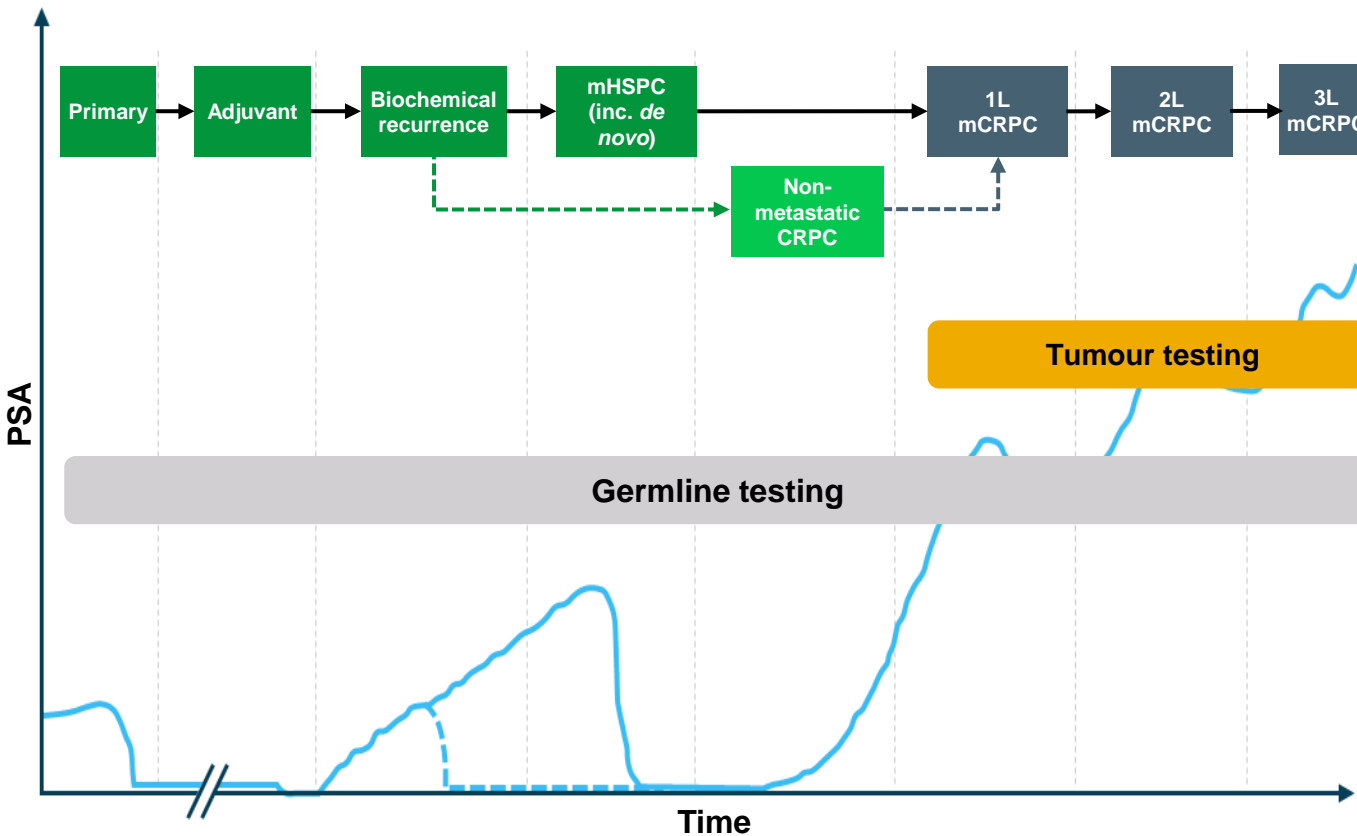 Primary
Adjuvant
Biochemical
recurrence
mHSPC
(inc. de
novo)
1L
mCRPC
2L
mCRPC
3L
mCRPC
Non-
metastatic
CRPC
Tumour testing
PSA
Germline testing
Time